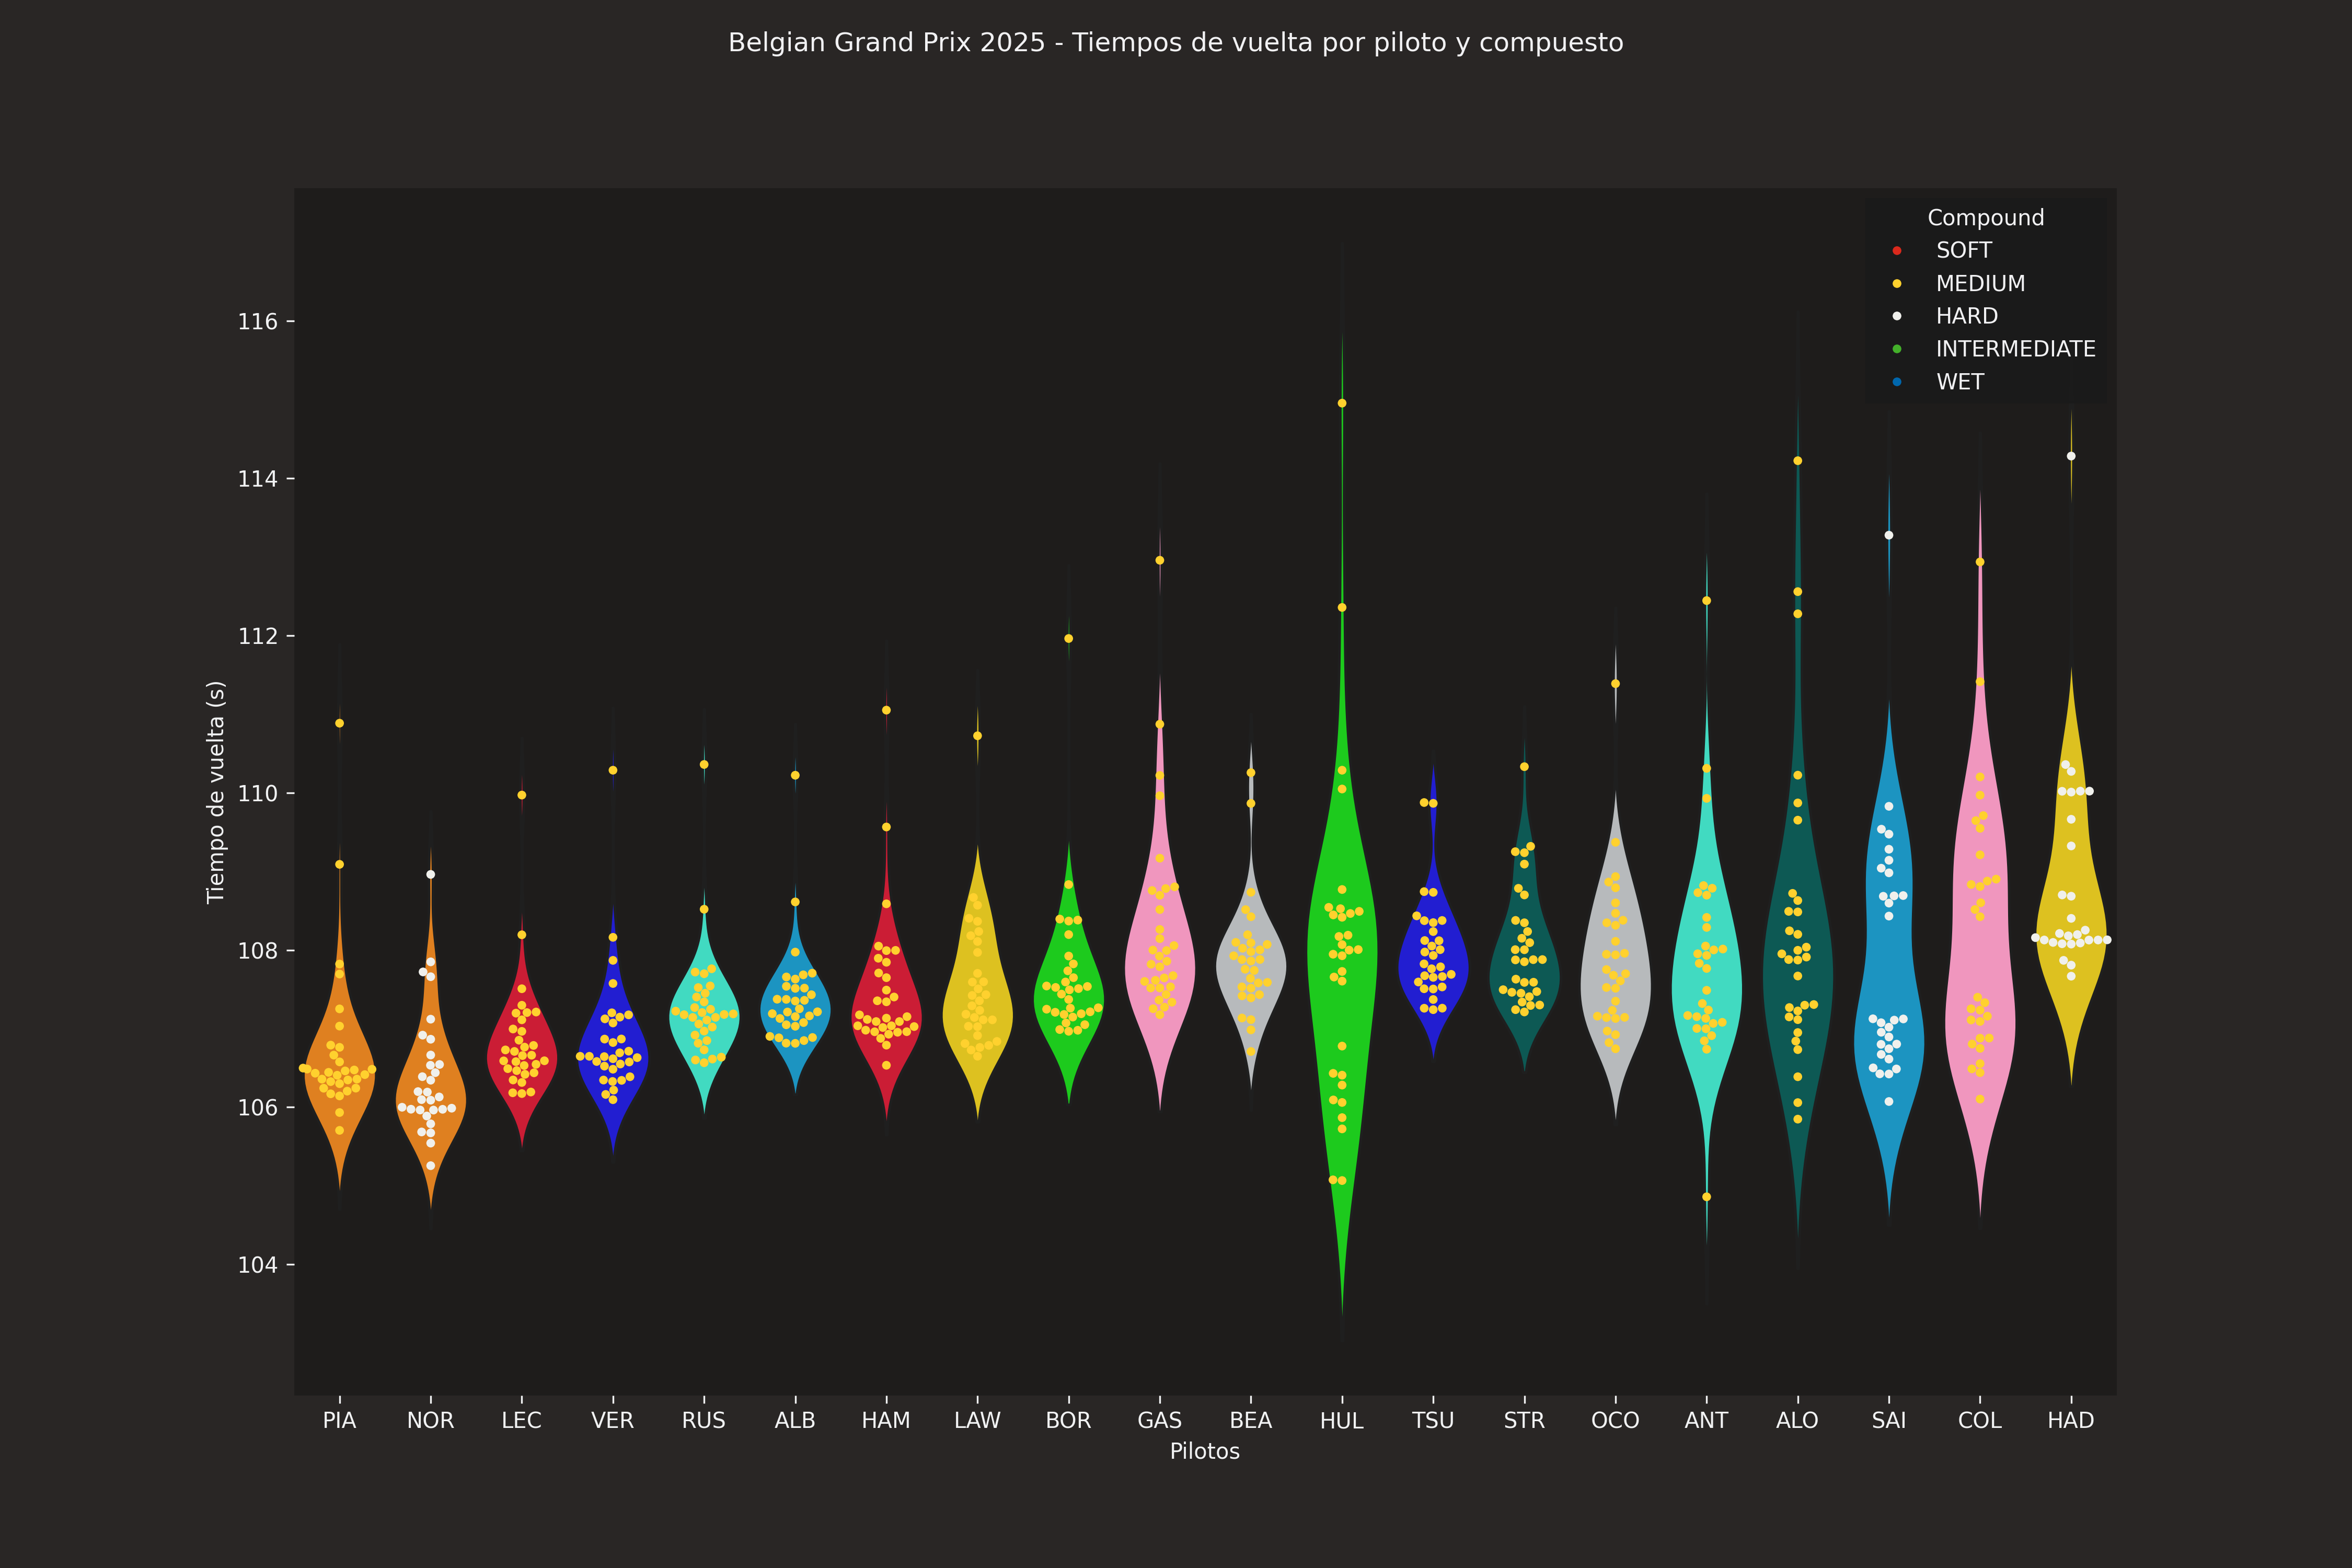 Belgian Grand Prix 2025 - Tiempos de vuelta por piloto y compuesto
Compound
SOFT
MEDIUM
HARD
INTERMEDIATE
WET
116
114
112
110
108
106
104
Tiempo de vuelta (s)
PIA NOR LEC VER RUS ALB HAM LAW BOR GAS BEA HUL TSU STR OCO ANT ALO SAI COL HAD
Pilotos